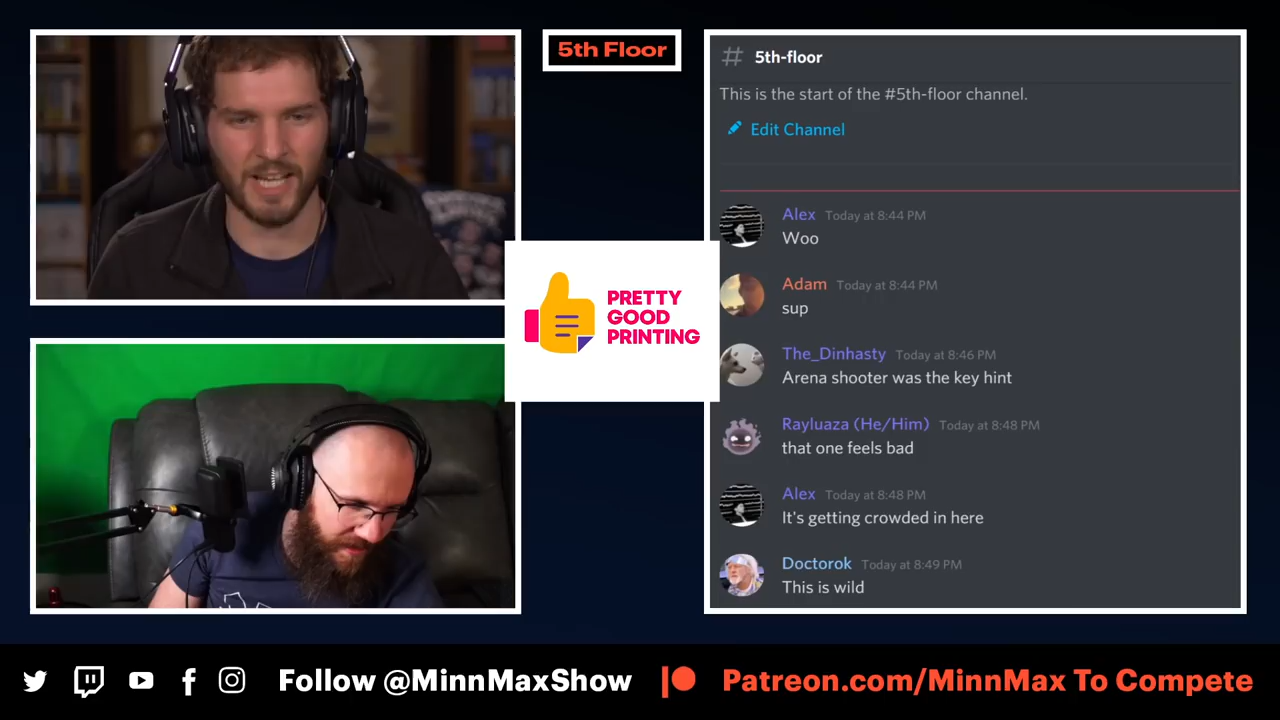 5th Floor
5th-floor
This is the start of the #5th-floor channel.
Edit Channel
Alex Today at 8:44 PM
Woo
Adam Today at 8:44 PM
sup
The_Dinhasty Today at 8:46 PM
Arena shooter was the key hint
Rayluaza (He/Him) Today at 8:48 PM
that one feels bad
Alex Today at 8:48 PM
It's getting crowded in here
Doctorok Today at 8:49 PM
This is wild
PRETTY
GOOD
PRINTING
Follow @MinnMaxShow Patreon.com/MinnMax To Compete